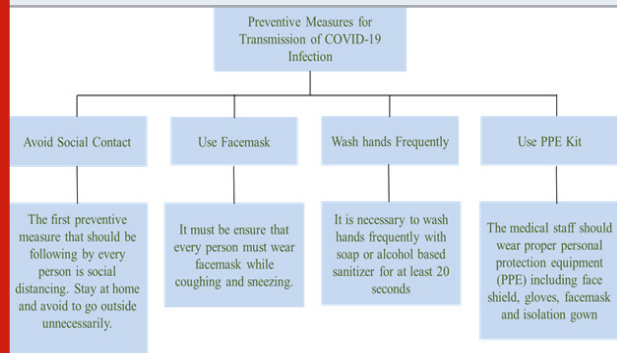 Preventive Measures for
Transmission of COVID-19
Infection
Avoid Social Contact
Use Facemask
Wash hands Frequently
Use PPE Kit
The first preventive
measure that should be
following by every
person is social
distancing. Stay at home
and avoid to go outside
unnecessarily.
It must be ensure that
every person must wear
facemask while
coughing and sneezing.
It is necessary to wash
hands frequently with
soap or alcohol based
sanitizer for at least 20
seconds
The medical staff should
wear proper personal
protection equipment
(PPE) including face
shield, gloves, facemask
and isolation gown